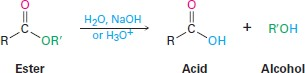 O
R OR′
H₂O, NaOH
or H₃O⁺
O
R OH
+ R′OH
Ester Acid Alcohol